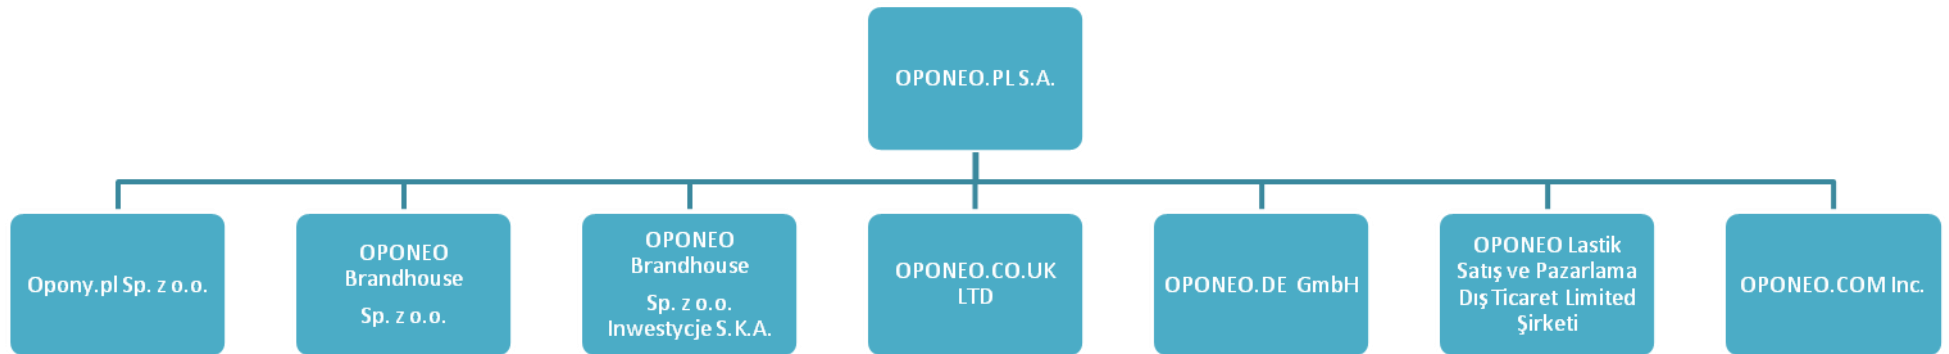 OPONEO.PL S.A.
Opony.pl Sp. z o.o.
OPONEO
Brandhouse
Sp. z o.o.
OPONEO
Brandhouse
Sp. z o.o.
Inwestycje S.K.A.
OPONEO.CO.UK
LTD
OPONEO.DE GmbH
OPONEO Lastik
Satış ve Pazarlama
Dış Ticaret Limited
Şirketi
OPONEO.COM Inc.